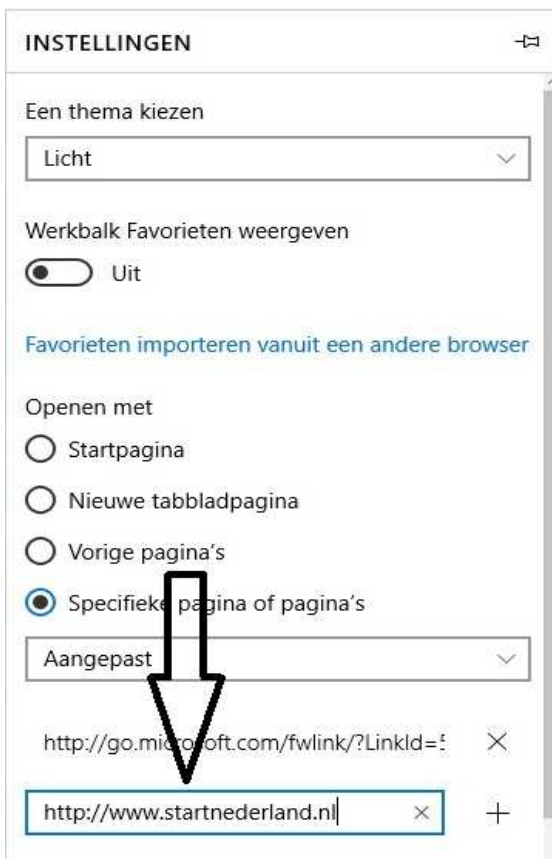 INSTELLINGEN
Een thema kiezen
Licht
Werkbalk Favorieten weergeven
Uit
Favorieten importeren vanuit een andere browser
Openen met
Startpagina
Nieuwe tabbladpagina
Vorige pagina's
Specifieke pagina of pagina's
Aangepast
http://go.microsoft.com/fwlink/?LinkId=5
http://www.startnederland.nl